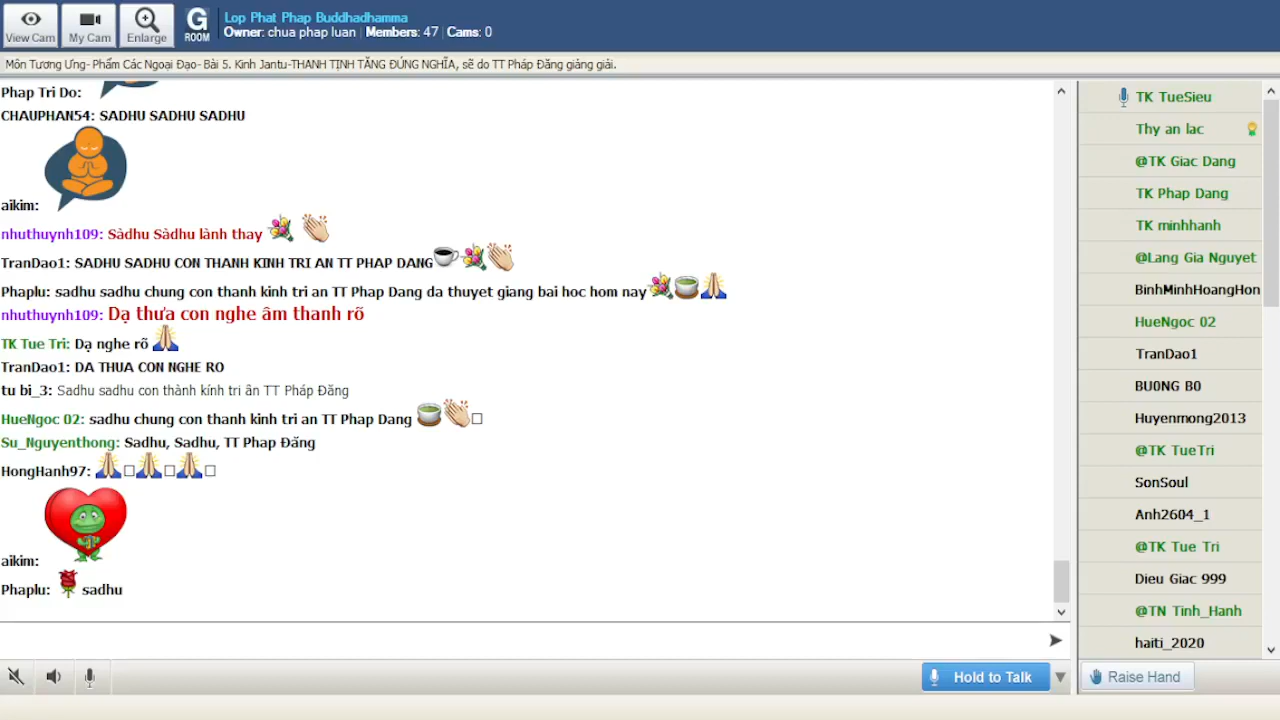 View Cam
My Cam
Enlarge
G
ROOM
Lop Phat Phap Buddhadhamma
Owner: chua phap luan | Members: 47 | Cams: 0
Môn Tương Ưng- Phẩm Các Ngoại Đạo- Bài 5. Kinh Jantu-THANH TỊNH TĂNG ĐÚNG NGHĨA, sẽ do TT Pháp Đăng giảng giải.
Phap Tri Do:
CHAUPHAN54: SADHU SADHU SADHU
aikim:
nhuthuynh109: Sàdhu Sàdhu lành thay
TranDao1: SADHU SADHU CON THANH KINH TRI AN TT PHAP DANG
Phaplu: sadhu sadhu chung con thanh kinh tri an TT Phap Dang da thuyet giang bai hoc hom nay
nhuthuynh109: Dạ thưa con nghe âm thanh rõ
TK Tue Tri: Dạ nghe rõ
TranDao1: DA THUA CON NGHE RO
tu bi_3: Sadhu sadhu con thành kính tri ân TT Pháp Đăng
HueNgoc 02: sadhu chung con thanh kinh tri an TT Phap Dang
Su_Nguyenthong: Sadhu, Sadhu, TT Phap Đăng
HongHanh97:
aikim:
Phaplu: sadhu
TK TueSieu
Thy an lac
@TK Giac Dang
TK Phap Dang
TK minhhanh
@Lang Gia Nguyet
BinhMinhHoangHon
HueNgoc 02
TranDao1
BU0NG B0
Huyenmong2013
@TK TueTri
SonSoul
Anh2604_1
@TK Tue Tri
Dieu Giac 999
@TN Tinh_Hanh
haiti_2020
Hold to Talk
Raise Hand